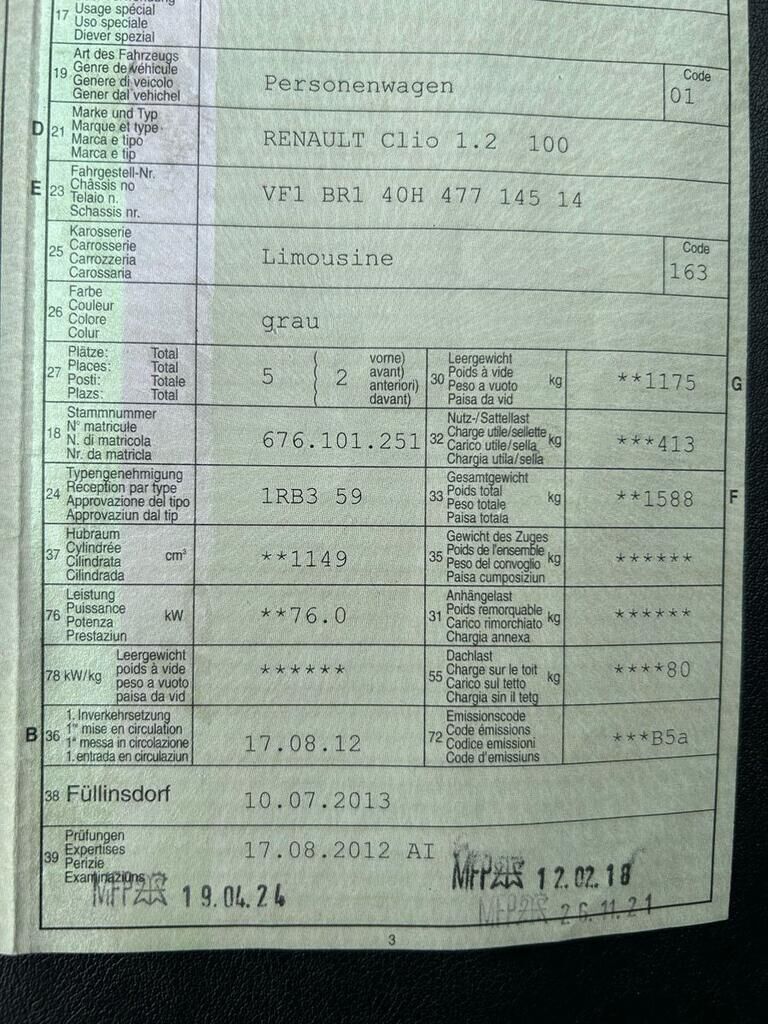 17 Usage spécial
Uso speciale
Diever spezial
19 Art des Fahrzeugs
Genre de véhicule
Genere di veicolo
Gener dal vehichel
Personenwagen
Code
01
D 21 Marke und Typ
Marque et type
Marca e tipo
Marca e tip
RENAULT Clio 1.2 100
E 23 Fahrgestell-Nr.
Châssis no
Telaio n.
Schassis nr.
VF1 BR1 40H 477 145 14
25 Karosserie
Carrosserie
Carrozzeria
Carossaria
Limousine
Code
163
26 Farbe
Couleur
Colore
Colur
grau
27 Plätze: Total
Places: Total
Posti: Totale
Plazs: Total
5 ( 2 vorne)
avant)
anteriori)
davant)
30 Leergewicht
Poids à vide
Peso a vuoto
Paisa da vid
kg
**1175 G
18 Stammnummer
N° matricule
N. di matricola
Nr. da matricla
676.101.251
32 Nutz-/Sattellast
Charge utile/sellette
Carico utile/sella
Chargia utila/sella
kg
***413
24 Typengenehmigung
Réception par type
Approvazione del tipo
Approvaziun dal tip
1RB3 59
33 Gesamtgewicht
Poids total
Peso totale
Paisa totala
kg
**1588 F
37 Hubraum
Cylindrée
Cilindrata
Cilindrada
cm³
**1149
35 Gewicht des Zuges
Poids de l'ensemble
Peso del convoglio
Paisa cumposiziun
kg
******
76 Leistung
Puissance
Potenza
Prestaziun
kW
**76.0
31 Anhängelast
Poids remorquable
Carico rimorchiato
Chargia annexa
kg
******
78 kW/kg Leergewicht
poids à vide
peso a vuoto
paisa da vid
******
55 Dachlast
Charge sur le toit
Carico sul tetto
Chargia sin il tetg
kg
****80
B 36 1. Inverkehrsetzung
1re mise en circulation
1a messa in circolazione
1. entrada en circulaziun
17.08.12
72 Emissionscode
Code émissions
Codice emissioni
Code d'emissiuns
***B5a
38 Füllinsdorf
10.07.2013
39 Prüfungen
Expertises
Perizie
Examinaziuns
17.08.2012 AI
MFP 12.02.18
MFP 19.04.24
MFP 26.11.21
3